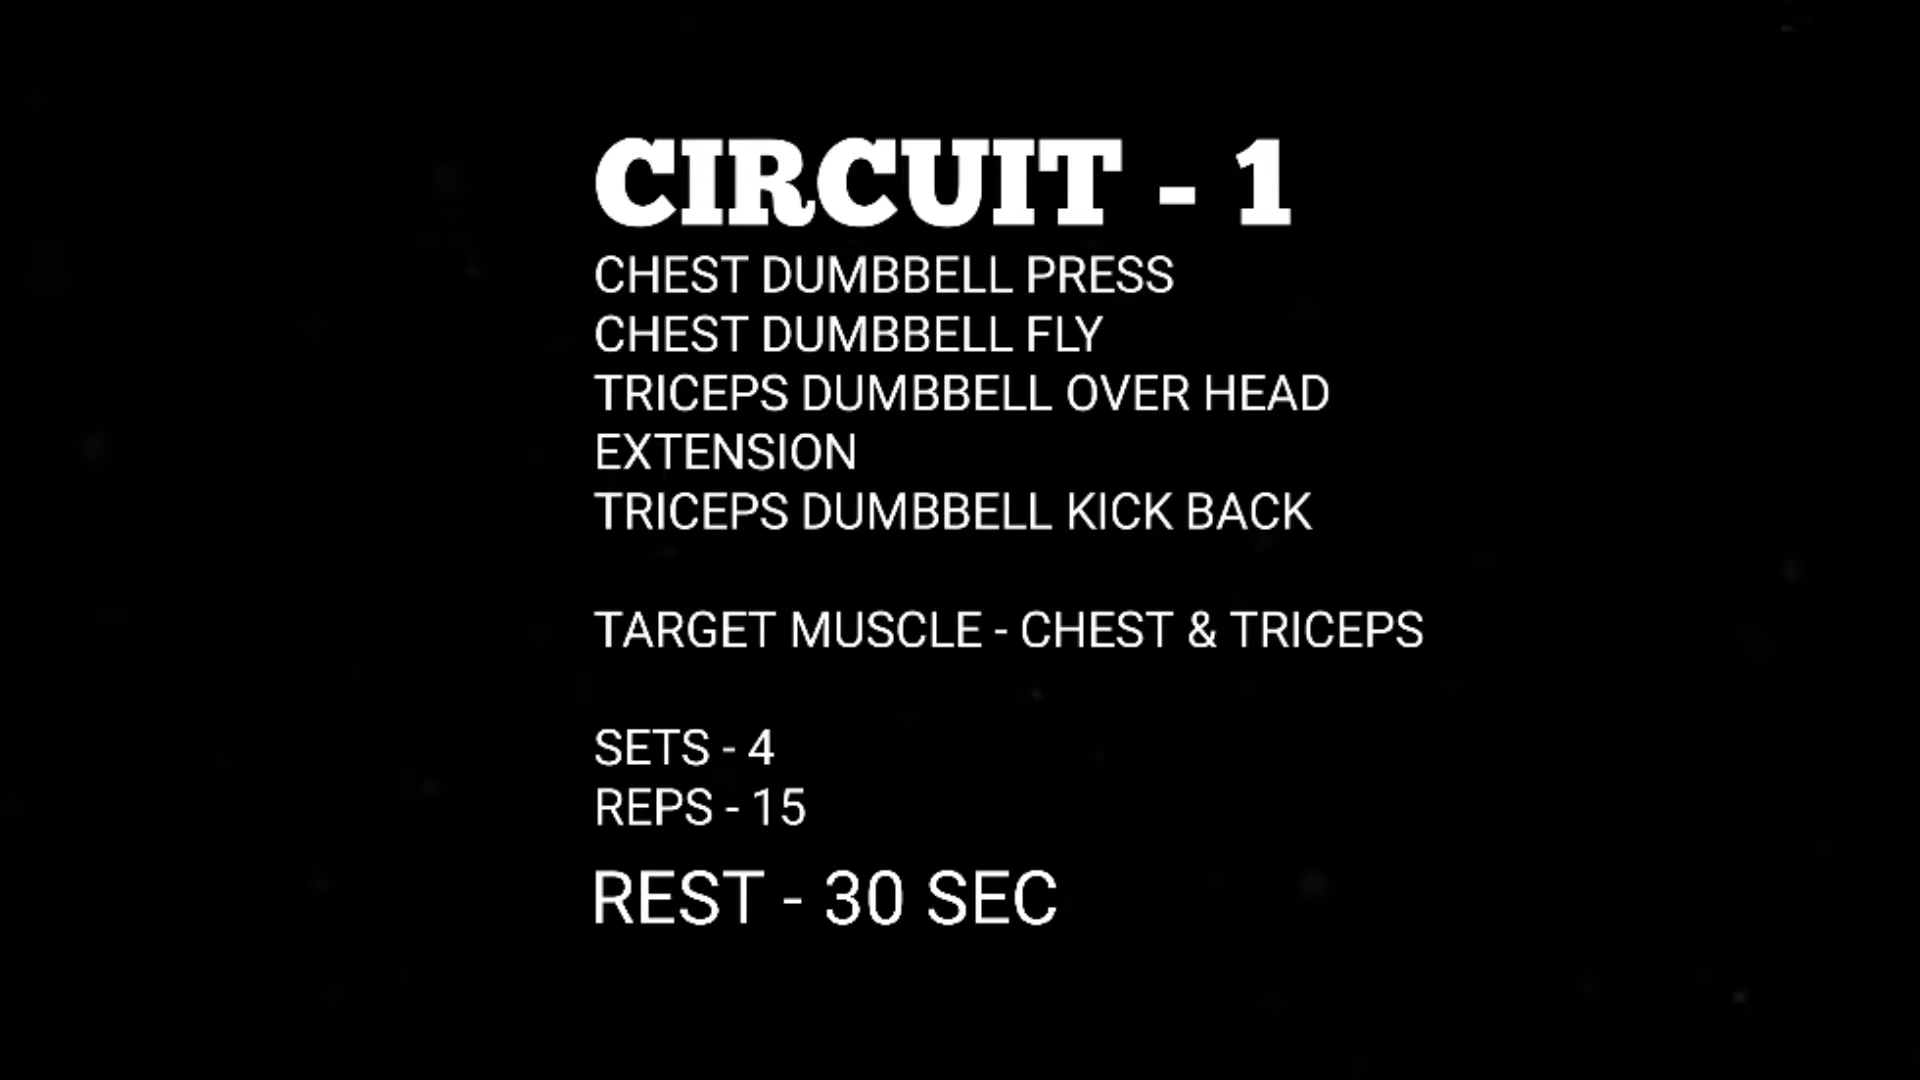 CIRCUIT - 1
CHEST DUMBBELL PRESS
CHEST DUMBBELL FLY
TRICEPS DUMBBELL OVER HEAD
EXTENSION
TRICEPS DUMBBELL KICK BACK
TARGET MUSCLE - CHEST & TRICEPS
SETS - 4
REPS - 15
REST - 30 SEC